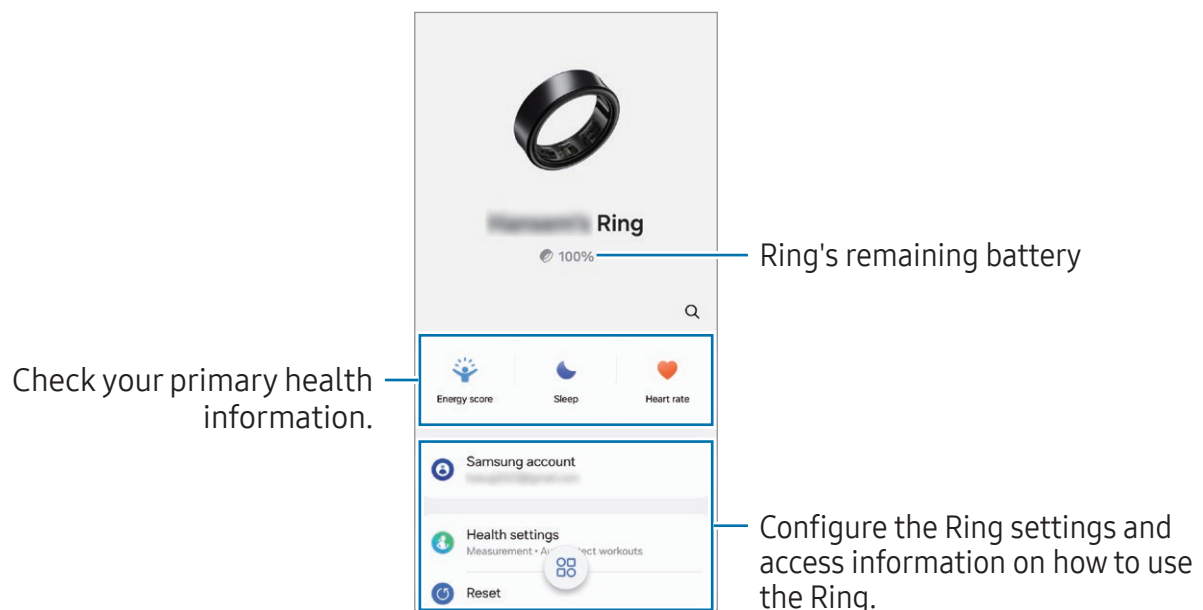 Ring
100%
Ring's remaining battery
Check your primary health
information.
Energy score
Sleep
Heart rate
Samsung account
Health settings
Measurement • workouts
Reset
Configure the Ring settings and
access information on how to use
the Ring.